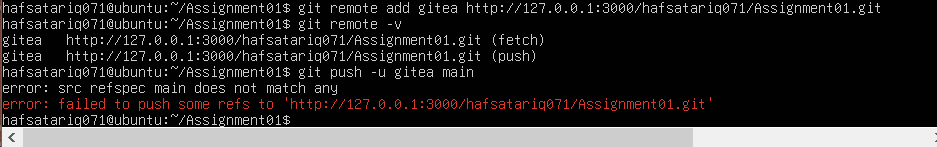 hafsatariq071@ubuntu:~/Assignment01$ git remote add gitea http://127.0.0.1:3000/hafsatariq071/Assignment01.git
hafsatariq071@ubuntu:~/Assignment01$ git remote -v
gitea   http://127.0.0.1:3000/hafsatariq071/Assignment01.git (fetch)
gitea   http://127.0.0.1:3000/hafsatariq071/Assignment01.git (push)
hafsatariq071@ubuntu:~/Assignment01$ git push -u gitea main
error: src refspec main does not match any
error: failed to push some refs to 'http://127.0.0.1:3000/hafsatariq071/Assignment01.git'
hafsatariq071@ubuntu:~/Assignment01$